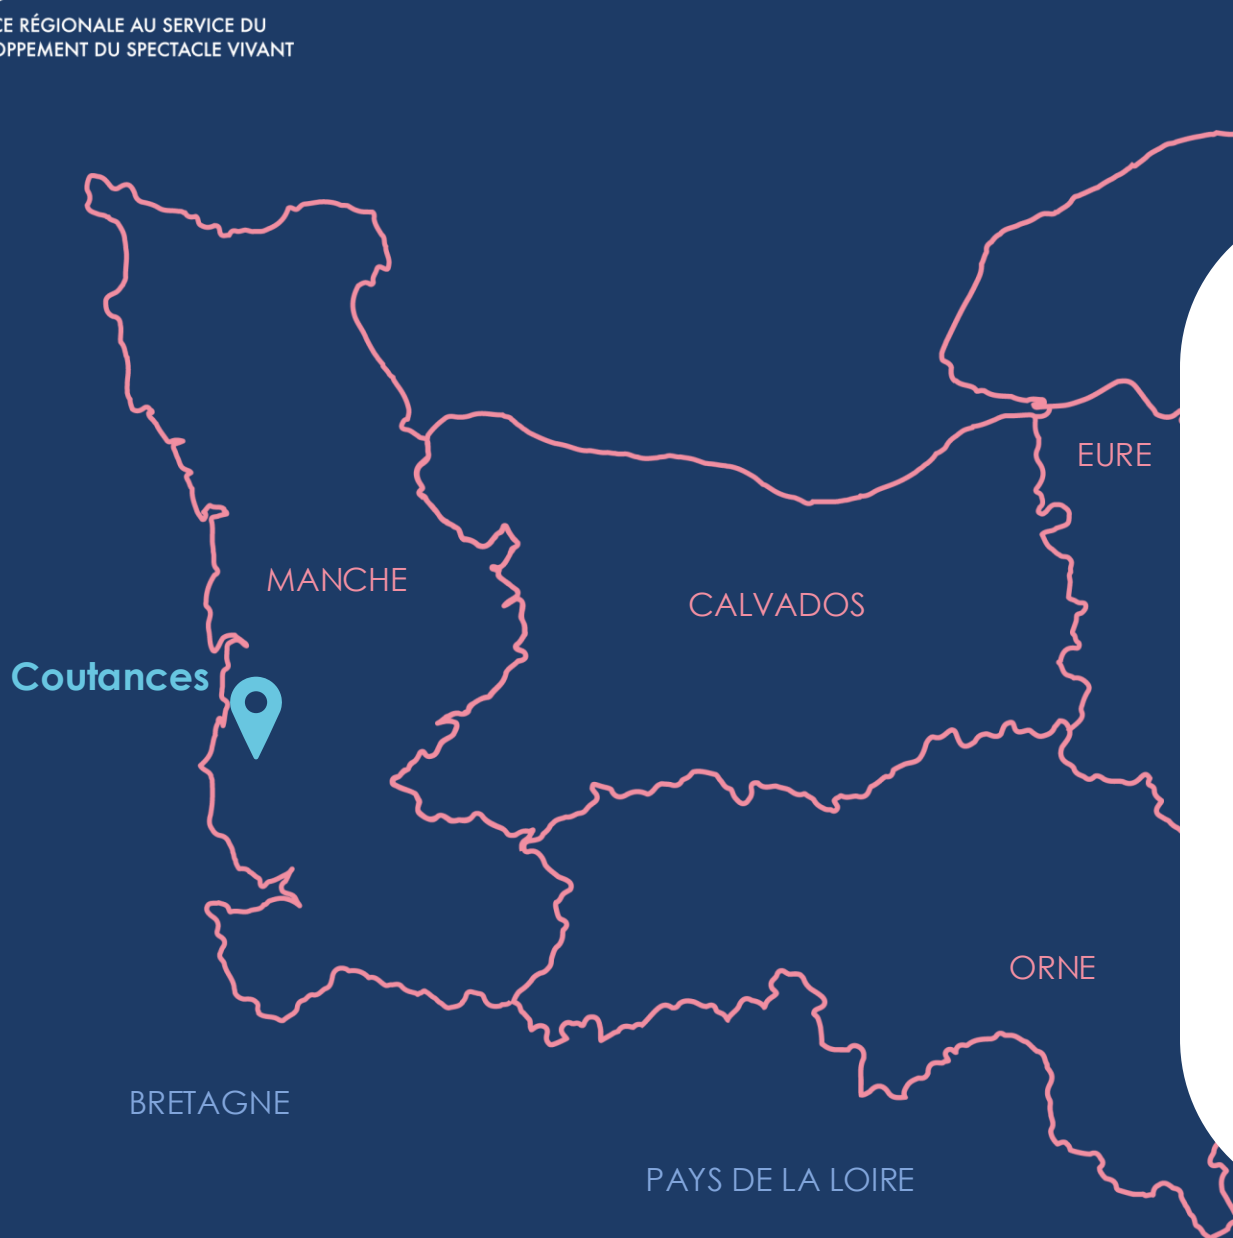 CE RÉGIONALE AU SERVICE DU
OPPEMENT DU SPECTACLE VIVANT
EURE
MANCHE
CALVADOS
Coutances
ORNE
BRETAGNE
PAYS DE LA LOIRE